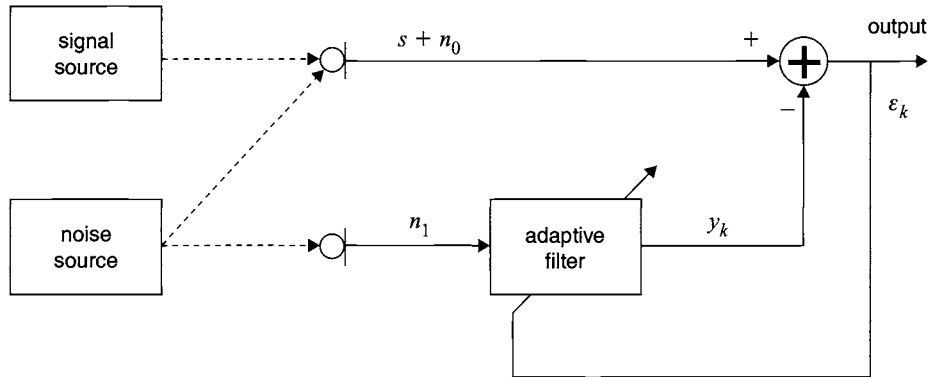 signal
source
s + n₀
+
output
+
−
εₖ
noise
source
n₁
adaptive
filter
yₖ